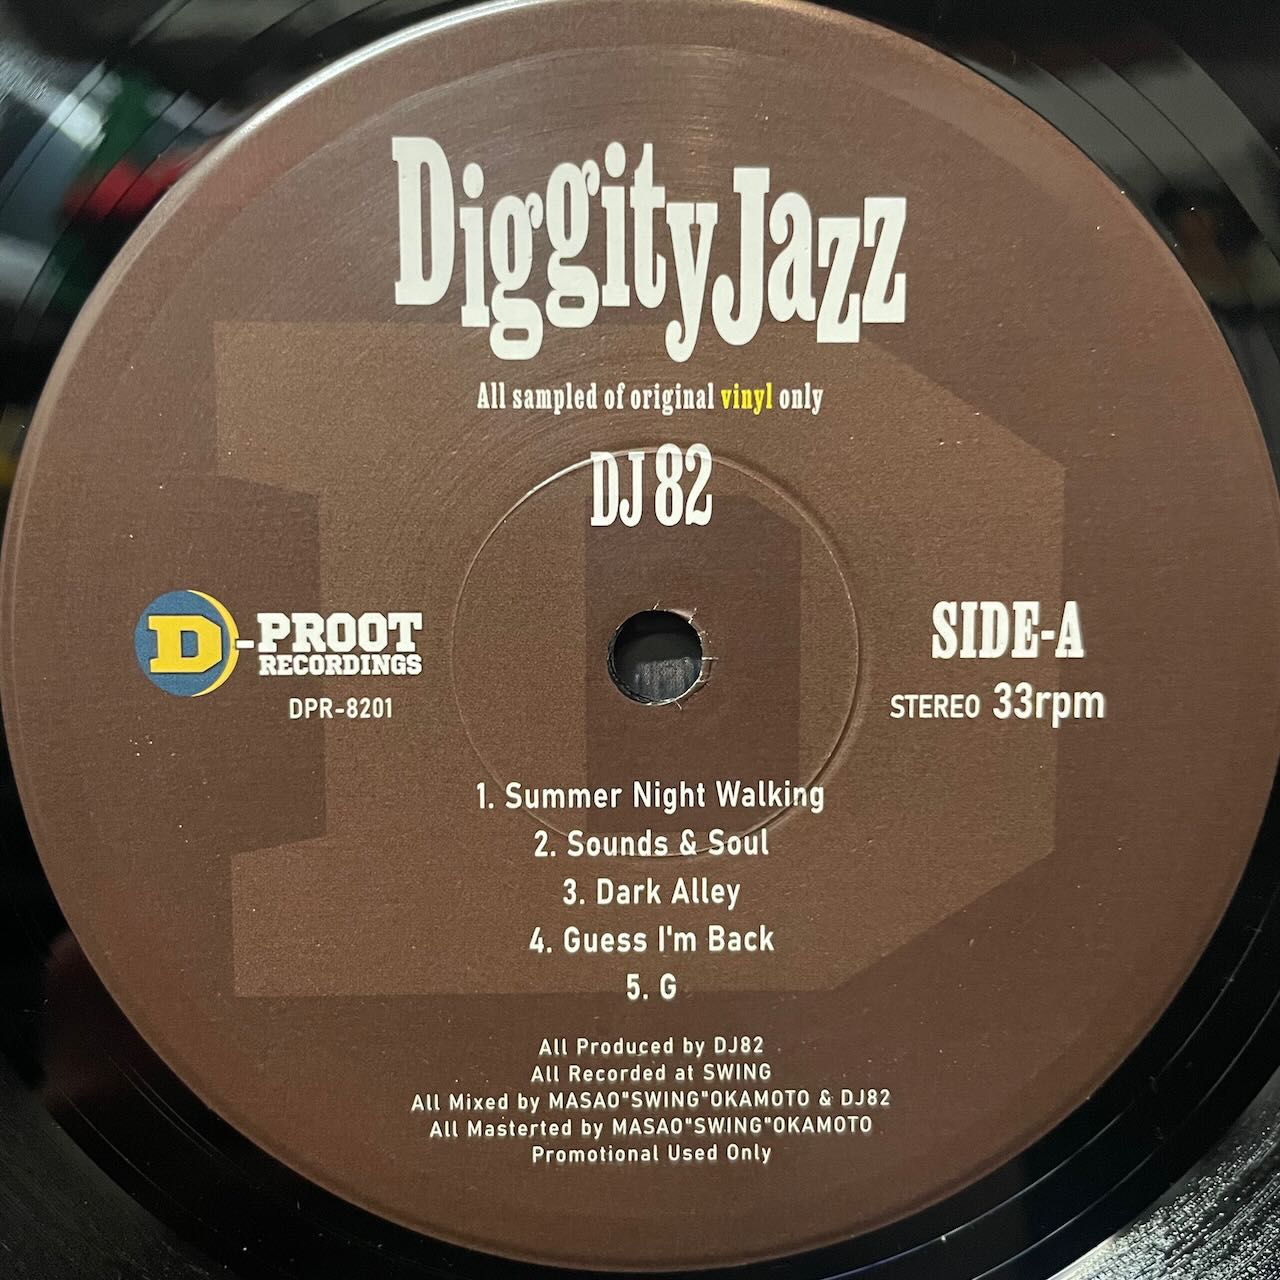 Diggity Jazz
All sampled of original vinyl only
DJ 82
D-PROOT
RECORDINGS
DPR-8201
SIDE-A
STEREO 33rpm
1. Summer Night Walking
2. Sounds & Soul
3. Dark Alley
4. Guess I'm Back
5. G
All Produced by DJ82
All Recorded at SWING
All Mixed by MASAO"SWING"OKAMOTO & DJ82
All Masterted by MASAO"SWING"OKAMOTO
Promotional Used Only